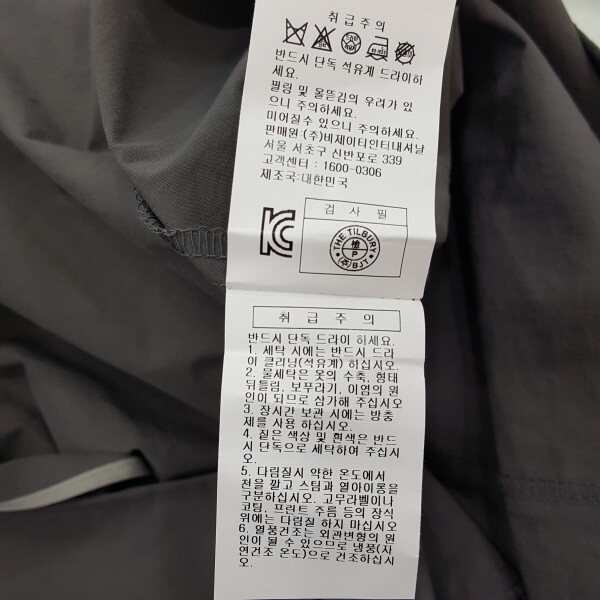 취급주의
반드시 단독 석유계 드라이하
세요.
필링 및 올뜯김의 우려가 있
으니 주의하세요.
미어질수 있으니 주의하세요.
판매원:(주)비제이티인터내셔날
서울 서초구 신반포로 339
고객센터 : 1600-0306
제조국:대한민국
검 사 필
THE TILBURY
檢
P
(주)BJT
취 급 주 의
반드시 단독 드라이 하세요.
1. 세탁 시에는 반드시 드라
이 크리닝(석유계) 하십시오.
2. 물세탁은 옷의 수축, 형태
뒤틀림, 보푸라기, 이염의 원
인이 되므로 삼가해 주십시오
3. 장시간 보관 시에는 방충
제를 사용 하십시오.
4. 짙은 색상 및 흰색은 반드
시 단독으로 세탁하여 주십시
오.
5. 다림질시 약한 온도에서
천을 깔고 스팀과 열아이롱을
구분하십시오. 고무라벨이나
코팅, 프린트 주름 등의 장식
위에는 다림질 하지 마십시오
6. 열풍건조는 외관변형의 원
인이 될 수 있으므로 냉풍(자
연건조 온도)으로 건조하십시
오.